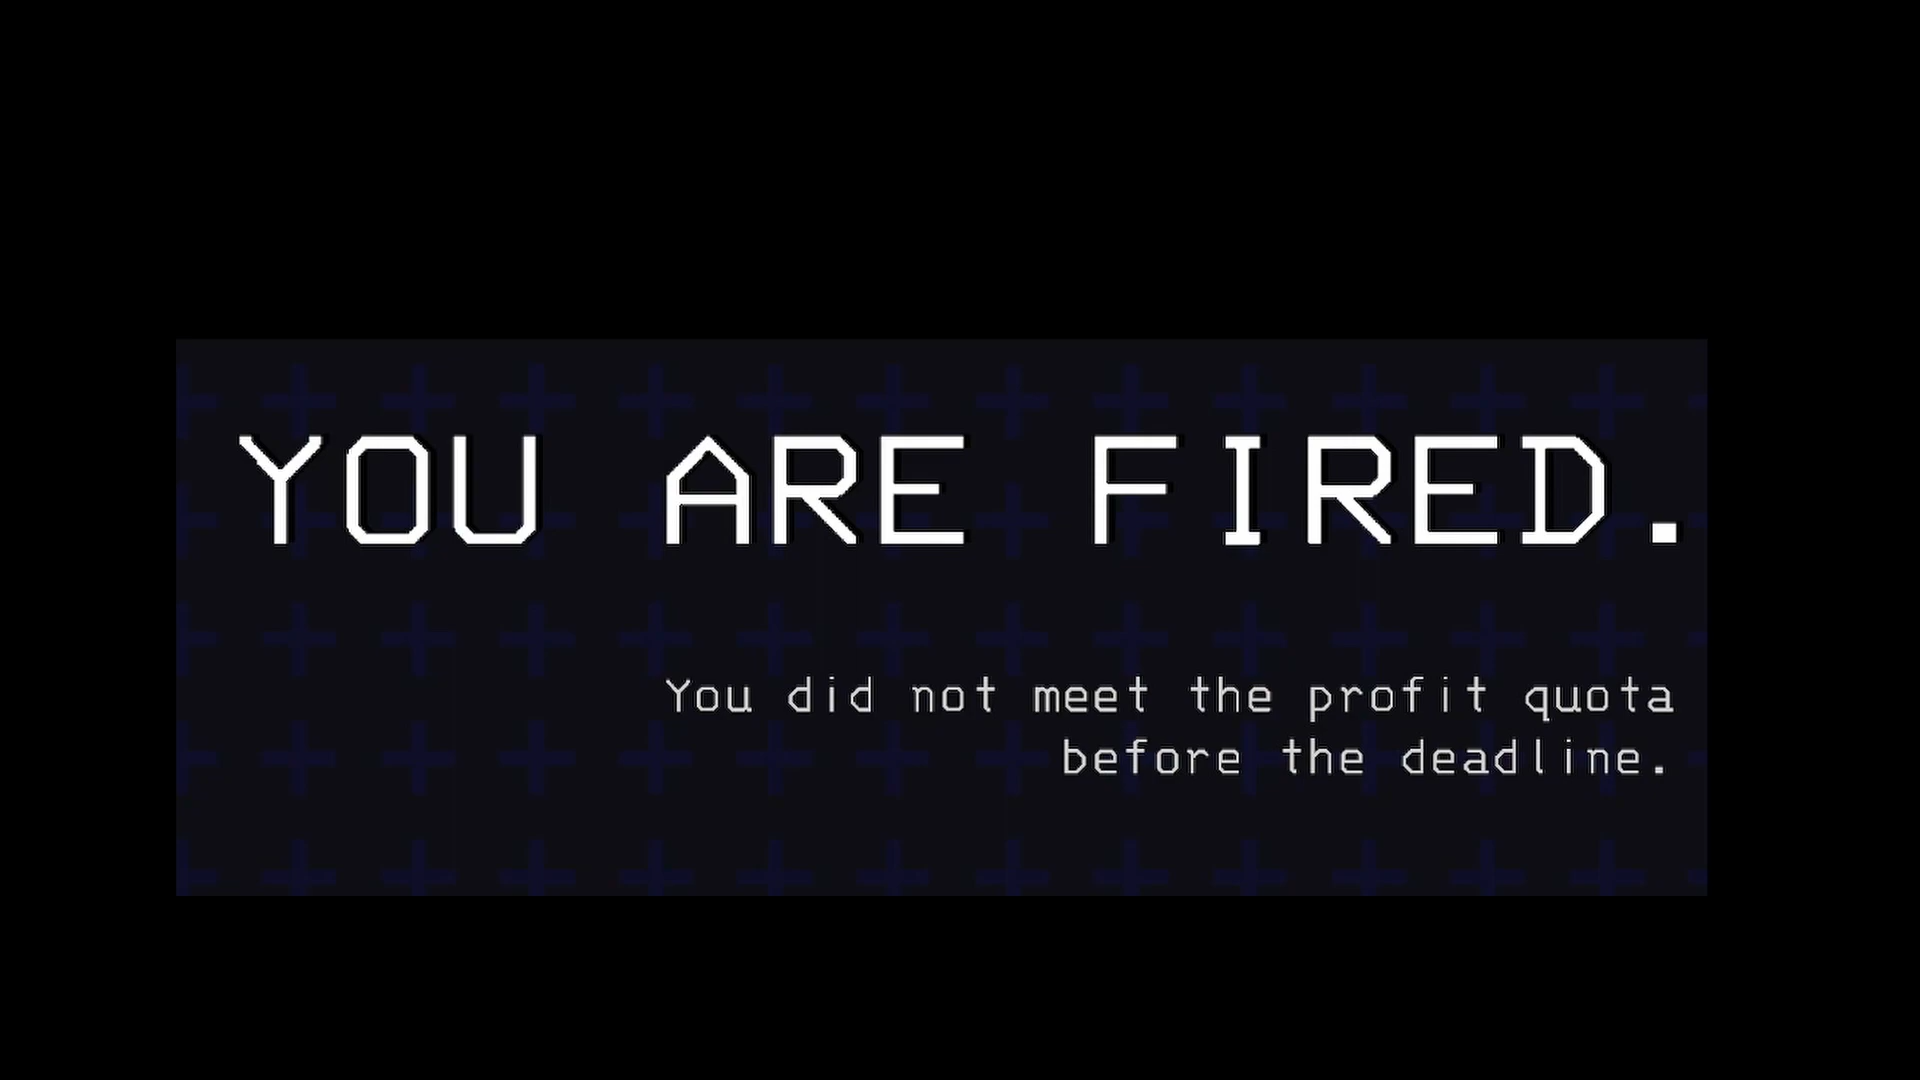 YOU ARE FIRED.
You did not meet the profit quota
before the deadline.